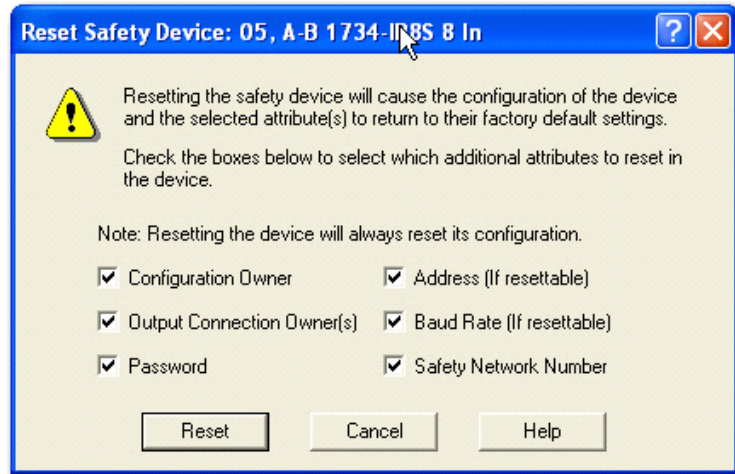 Reset Safety Device: 05, A-B 1734-IB8S 8 In
Resetting the safety device will cause the configuration of the device
and the selected attribute(s) to return to their factory default settings.
Check the boxes below to select which additional attributes to reset in
the device.
Note: Resetting the device will always reset its configuration.
Configuration Owner
Address (If resettable)
Output Connection Owner(s)
Baud Rate (If resettable)
Password
Safety Network Number
Reset
Cancel
Help